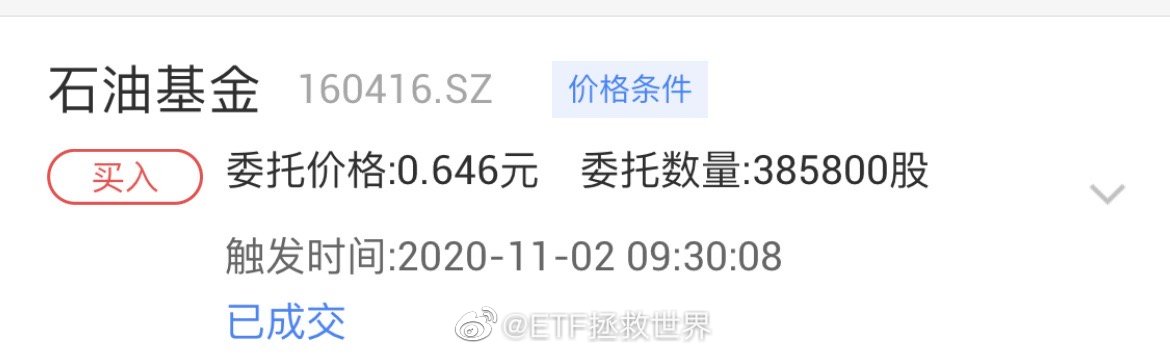 石油基金 160416.SZ 价格条件
买入 委托价格:0.646元 委托数量:385800股
触发时间:2020-11-02 09:30:08
已成交 @ETF拯救世界